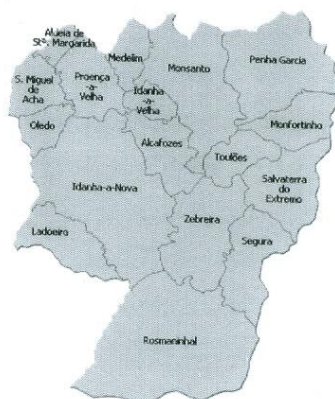 Aldeia de
Stª. Margarida
Medelim
Monsanto
Penha Garcia
S. Miguel
de
Acha
Proença
-a-
Velha
Idanha
-a-
Velha
Oledo
Monfortinho
Alcafozes
Toulões
Idanha-a-Nova
Salvaterra
do
Extremo
Zebreira
Ladoeiro
Segura
Rosmaninhal